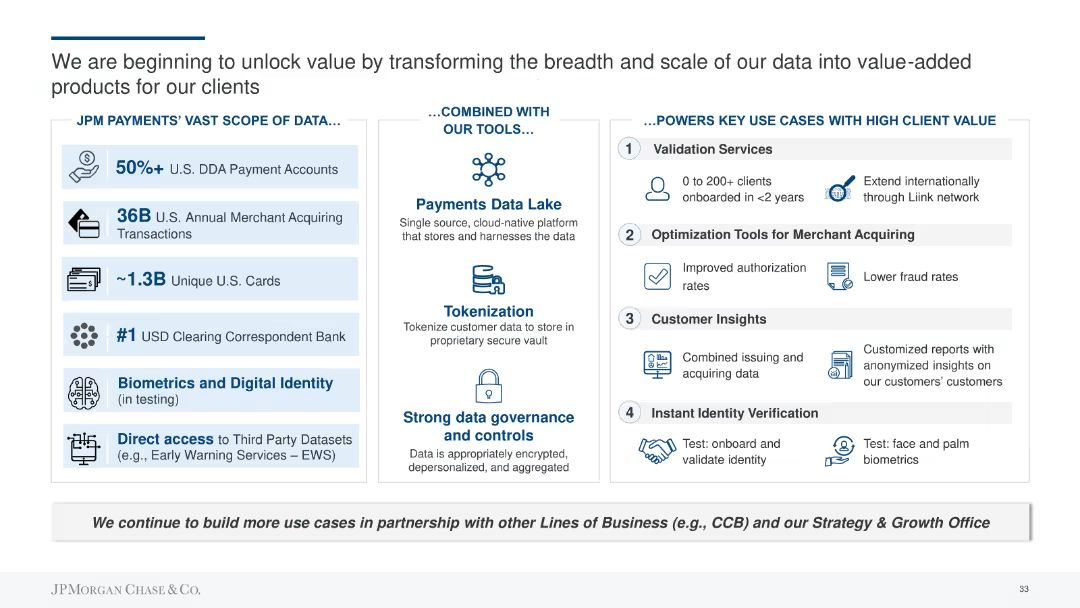 We are beginning to unlock value by transforming the breadth and scale of our data into value-added
products for our clients
JPM PAYMENTS' VAST SCOPE OF DATA…
50%+ U.S. DDA Payment Accounts
36B U.S. Annual Merchant Acquiring
Transactions
~1.3B Unique U.S. Cards
#1 USD Clearing Correspondent Bank
Biometrics and Digital Identity
(in testing)
Direct access to Third Party Datasets
(e.g., Early Warning Services – EWS)
…COMBINED WITH
OUR TOOLS…
Payments Data Lake
Single source, cloud-native platform
that stores and harnesses the data
Tokenization
Tokenize customer data to store in
proprietary secure vault
Strong data governance
and controls
Data is appropriately encrypted,
depersonalized, and aggregated
…POWERS KEY USE CASES WITH HIGH CLIENT VALUE
1 Validation Services
0 to 200+ clients
onboarded in <2 years
Extend internationally
through Liink network
2 Optimization Tools for Merchant Acquiring
Improved authorization
rates
Lower fraud rates
3 Customer Insights
Combined issuing and
acquiring data
Customized reports with
anonymized insights on
our customers' customers
4 Instant Identity Verification
Test: onboard and
validate identity
Test: face and palm
biometrics
We continue to build more use cases in partnership with other Lines of Business (e.g., CCB) and our Strategy & Growth Office
JPMORGAN CHASE & CO.
33